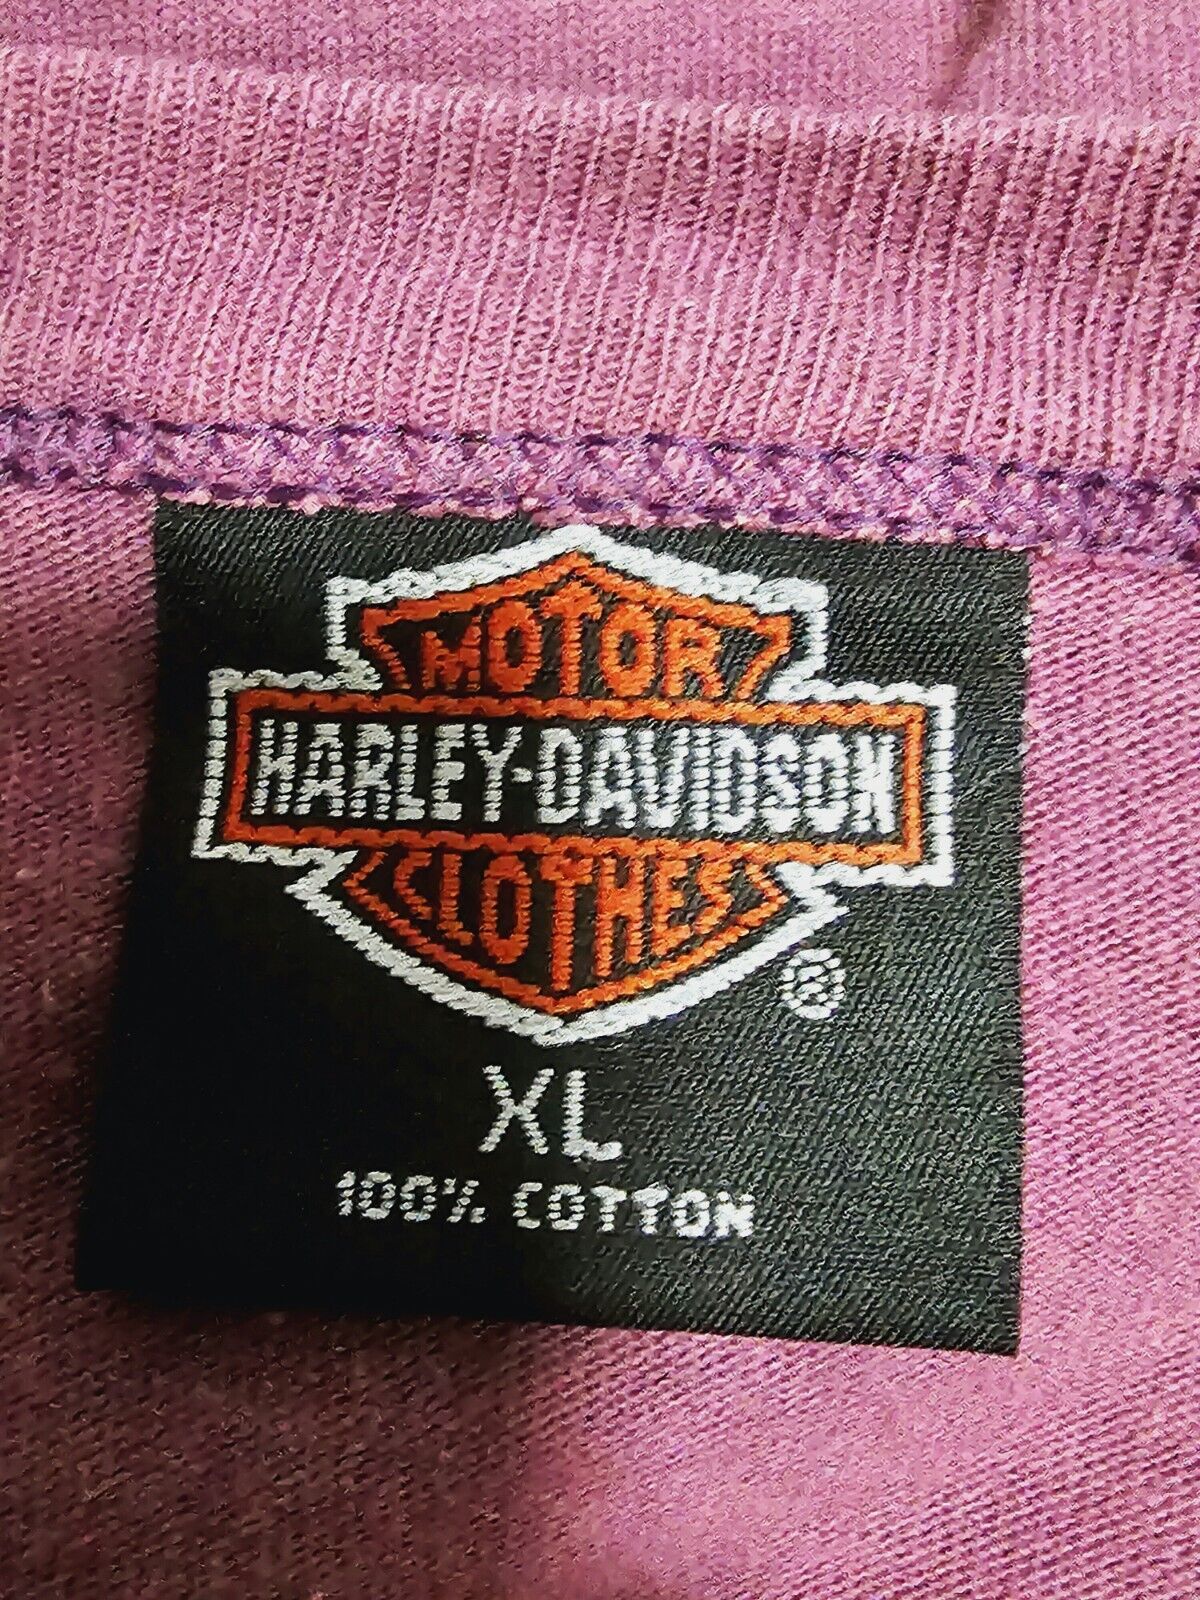 MOTOR
HARLEY-DAVIDSON
CLOTHES
®
XL
100% COTTON